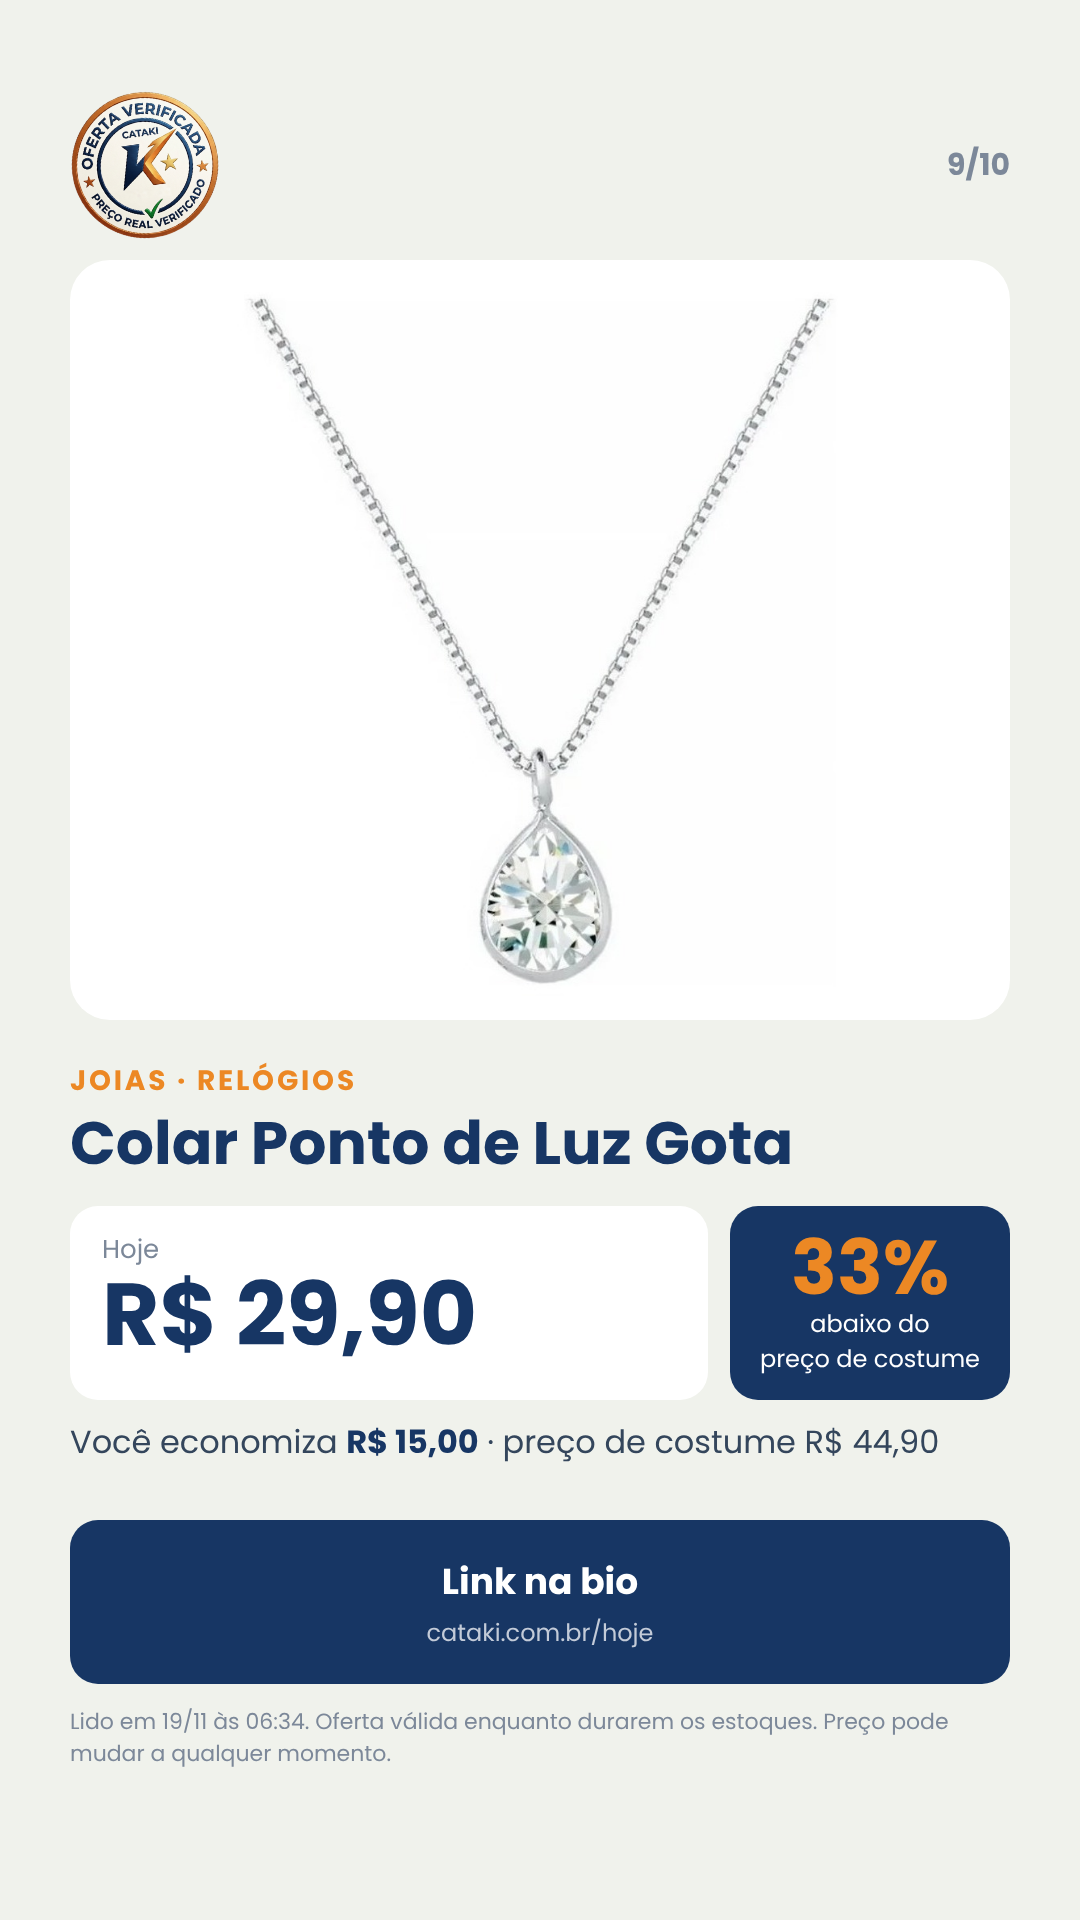 OFERTA VERIFICADA
CATAKI
K
PREÇO REAL VERIFICADO
9/10
JOIAS · RELÓGIOS
Colar Ponto de Luz Gota
Hoje
R$ 29,90
33%
abaixo do
preço de costume
Você economiza R$ 15,00 · preço de costume R$ 44,90
Link na bio
cataki.com.br/hoje
Lido em 19/11 às 06:34. Oferta válida enquanto durarem os estoques. Preço pode
mudar a qualquer momento.